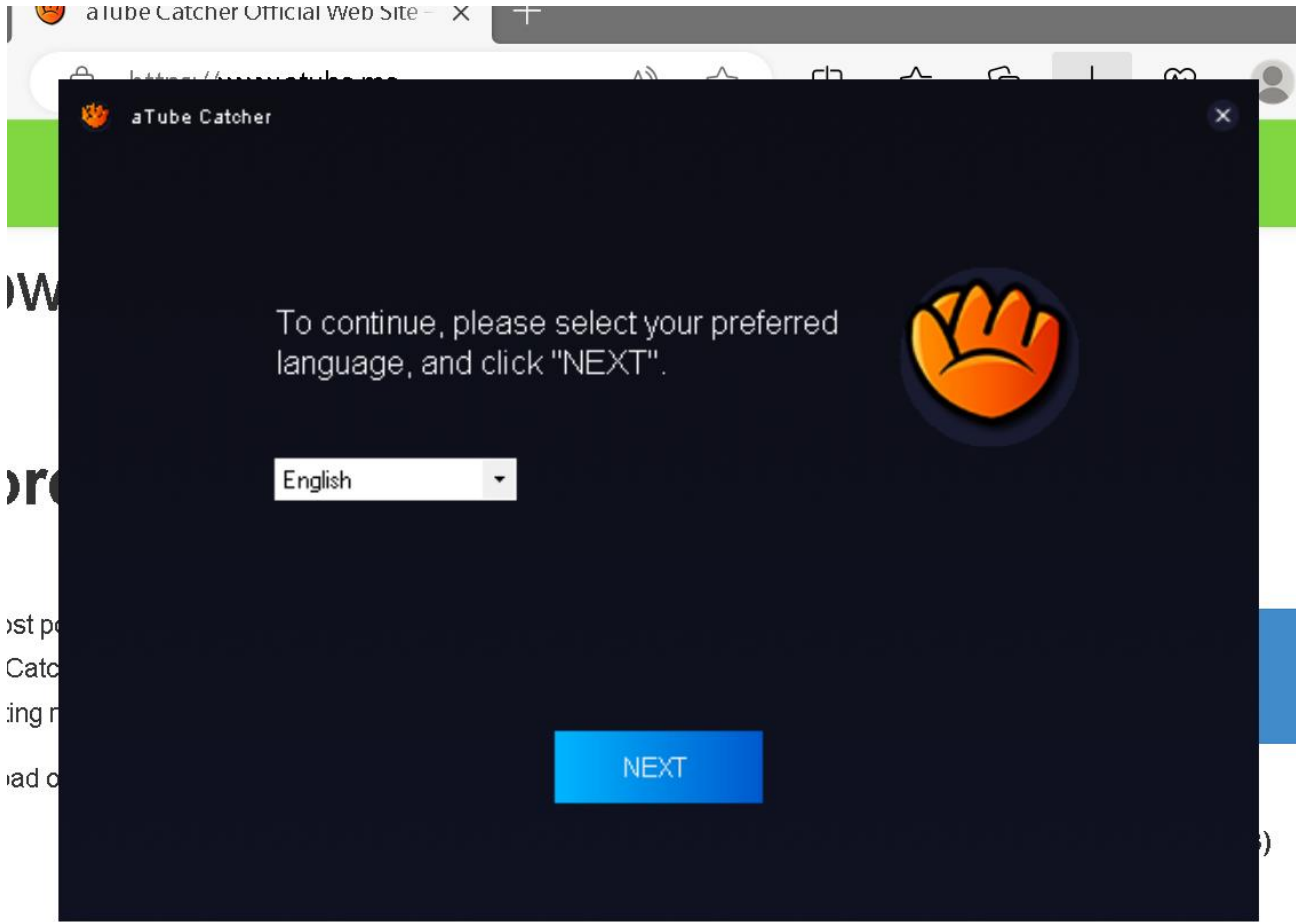 aTube Catcher Official Web Site –
aTube Catcher
To continue, please select your preferred
language, and click "NEXT".
English
NEXT